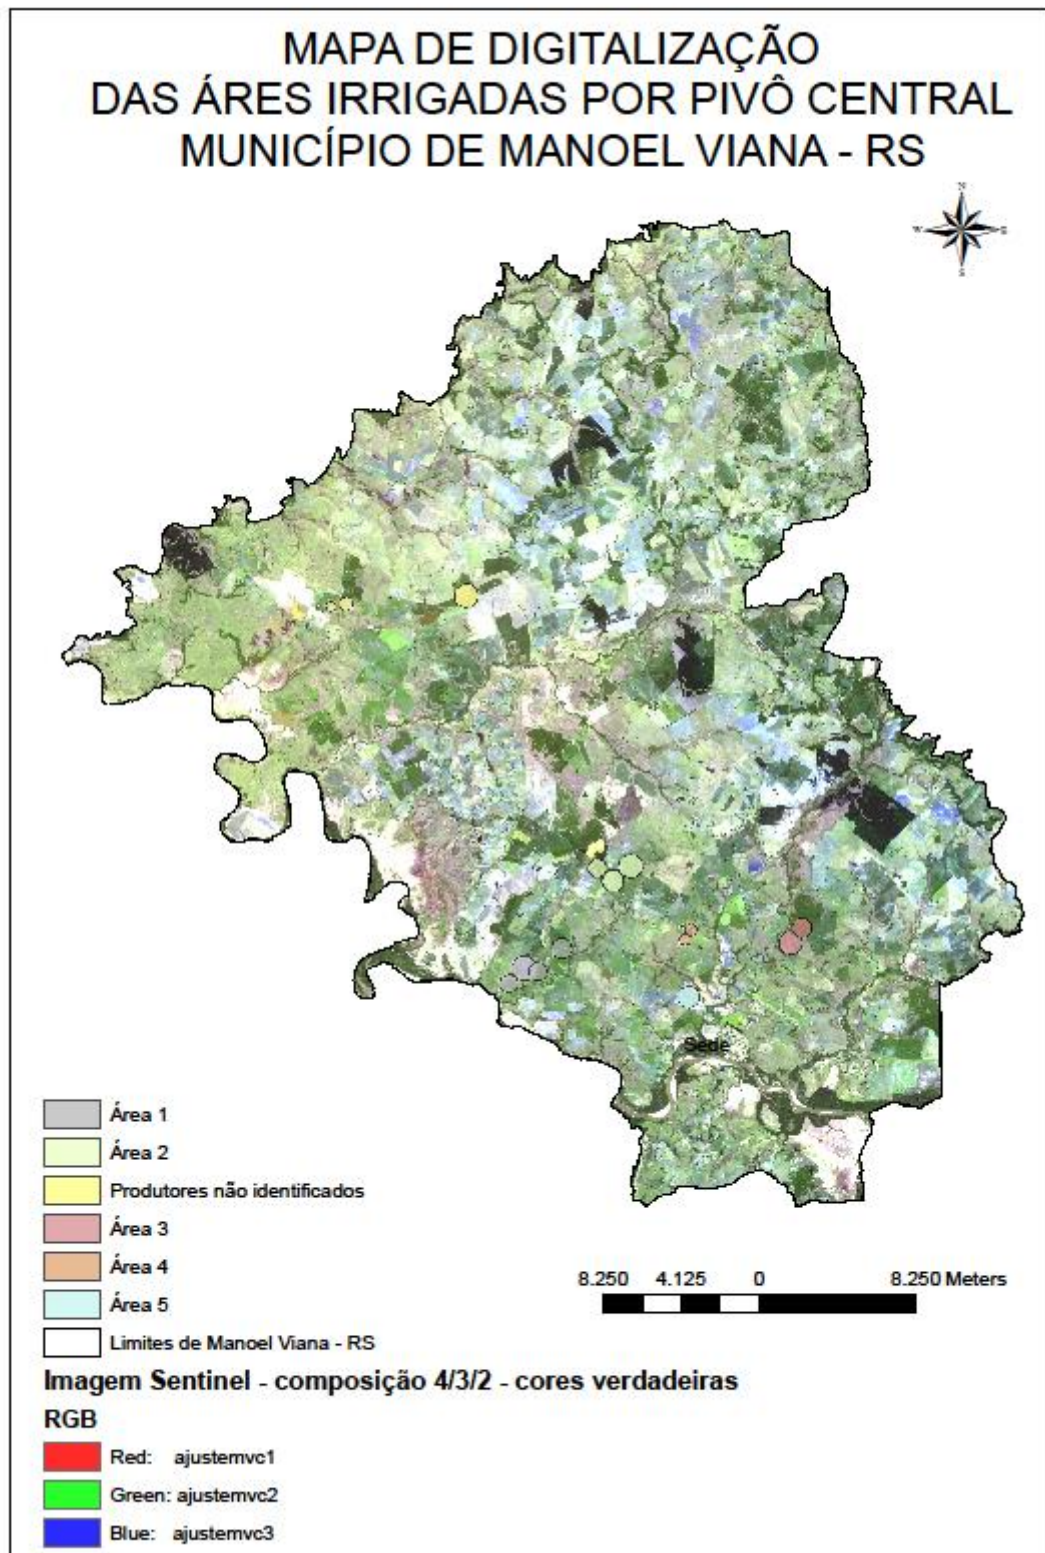 MAPA DE DIGITALIZAÇÃO
DAS ÁRES IRRIGADAS POR PIVÔ CENTRAL
MUNICÍPIO DE MANOEL VIANA - RS
N
W E
S
Sede
Área 1
Área 2
Produtores não identificados
Área 3
Área 4
Área 5
Limites de Manoel Viana - RS
8.250 4.125 0 8.250 Meters
Imagem Sentinel - composição 4/3/2 - cores verdadeiras
RGB
Red: ajustemvc1
Green: ajustemvc2
Blue: ajustemvc3